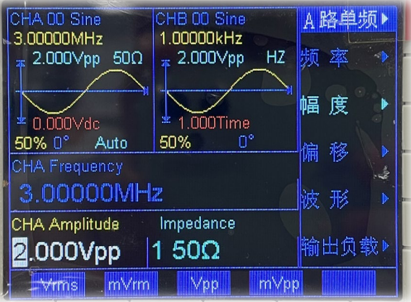 CHA 00 Sine
3.00000MHz
2.000Vpp 50Ω
0.000Vdc
50% 0° Auto
CHB 00 Sine
1.00000kHz
2.000Vpp HZ
1.000Time
50% 0°
A路单频
频率
幅度
偏移
波形
输出负载
CHA Frequency
3.00000MHz
CHA Amplitude Impedance
2.000Vpp 1 50Ω
Vrms mVrm Vpp mVpp